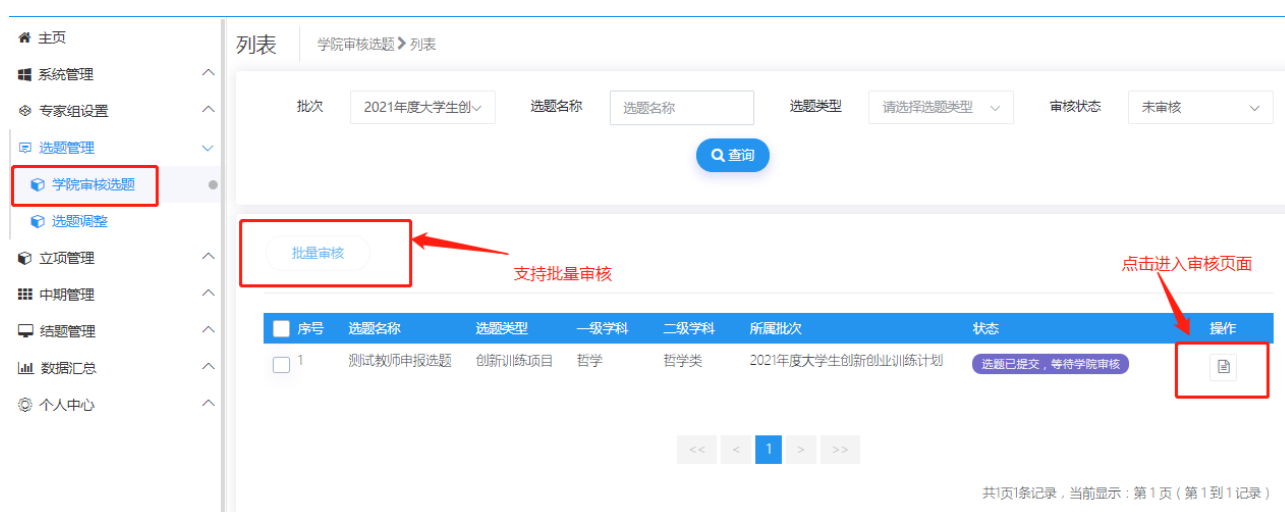 主页
系统管理
专家组设置
选题管理
学院审核选题
选题调整
立项管理
中期管理
结题管理
数据汇总
个人中心
列表 学院审核选题 列表
批次 2021年度大学生创 选题名称 选题名称 选题类型 请选择选题类型 审核状态 未审核
查询
批量审核
支持批量审核
点击进入审核页面
序号 选题名称 选题类型 一级学科 二级学科 所属批次 状态 操作
1 测试教师申报选题 创新训练项目 哲学 哲学类 2021年度大学生创新创业训练计划 选题已提交，等待学院审核
<< < 1 > >>
共1页1条记录，当前显示：第1页（第1到1记录）